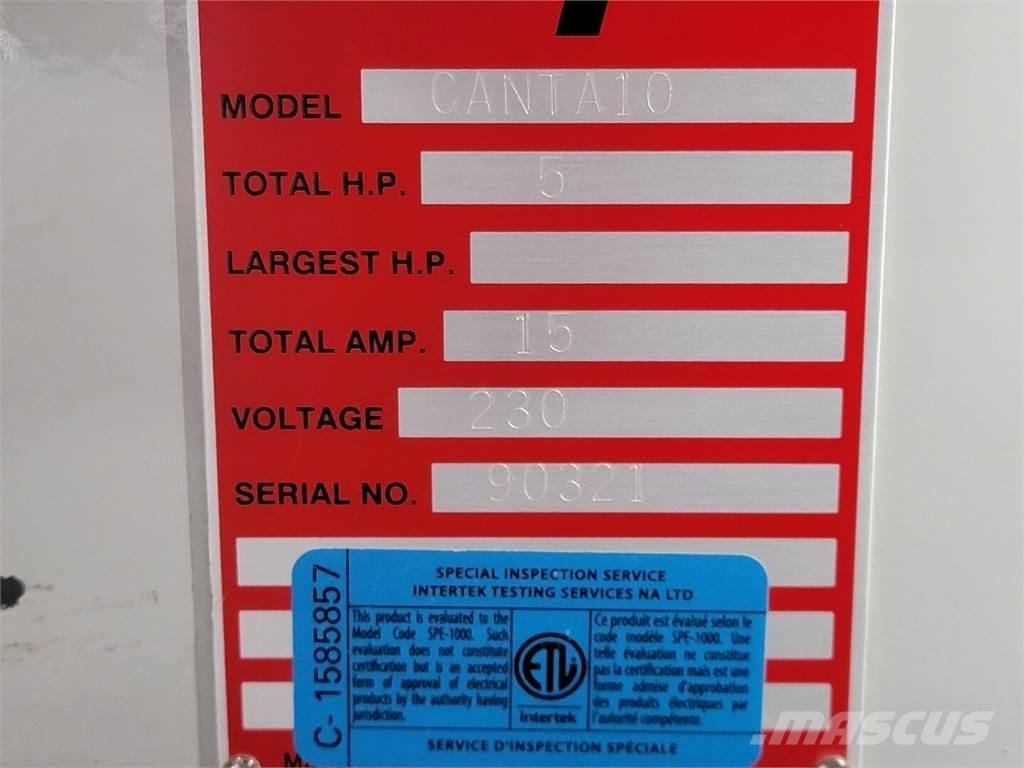 MODEL CANTA10
TOTAL H.P. 5
LARGEST H.P.
TOTAL AMP. 15
VOLTAGE 230
SERIAL NO. 90321
C-1585857
SPECIAL INSPECTION SERVICE
INTERTEK TESTING SERVICES NA LTD
This product is evaluated to the
Model Code SPE-1000. Such
evaluation does not constitute
certification but is an accepted
form of approval of electrical
products by the authority having
jurisdiction.
ETL
Intertek
Ce produit est évalué selon le
code modèle SPE-1000. Une
telle évaluation ne constitue
pas la certification mais est une
forme admise d'approbation
des produits électriques par
l'autorité compétente.
SERVICE D'INSPECTION SPÉCIALE
MASCUS